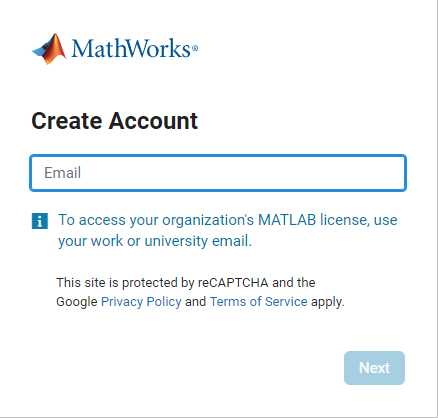 MathWorks®
Create Account
Email
i To access your organization's MATLAB license, use
your work or university email.
This site is protected by reCAPTCHA and the
Google Privacy Policy and Terms of Service apply.
Next